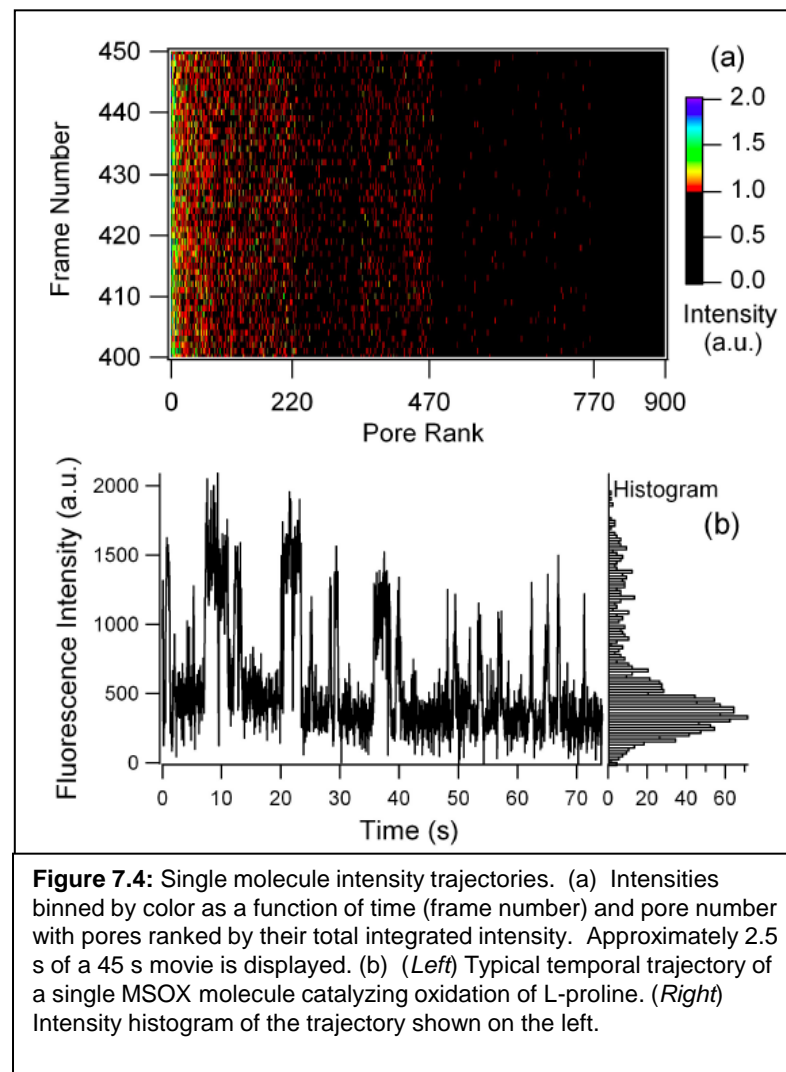 450
440
430
420
410
400
Frame Number
0
220
470
770
900
Pore Rank
(a)
2.0
1.5
1.0
0.5
0.0
Intensity
(a.u.)
2000
1500
1000
500
0
Fluorescence Intensity (a.u.)
0 10 20 30 40 50 60 70
Time (s)
Histogram
(b)
0 20 40 60
Figure 7.4: Single molecule intensity trajectories. (a) Intensities
binned by color as a function of time (frame number) and pore number
with pores ranked by their total integrated intensity. Approximately 2.5
s of a 45 s movie is displayed. (b) (Left) Typical temporal trajectory of
a single MSOX molecule catalyzing oxidation of L-proline. (Right)
Intensity histogram of the trajectory shown on the left.